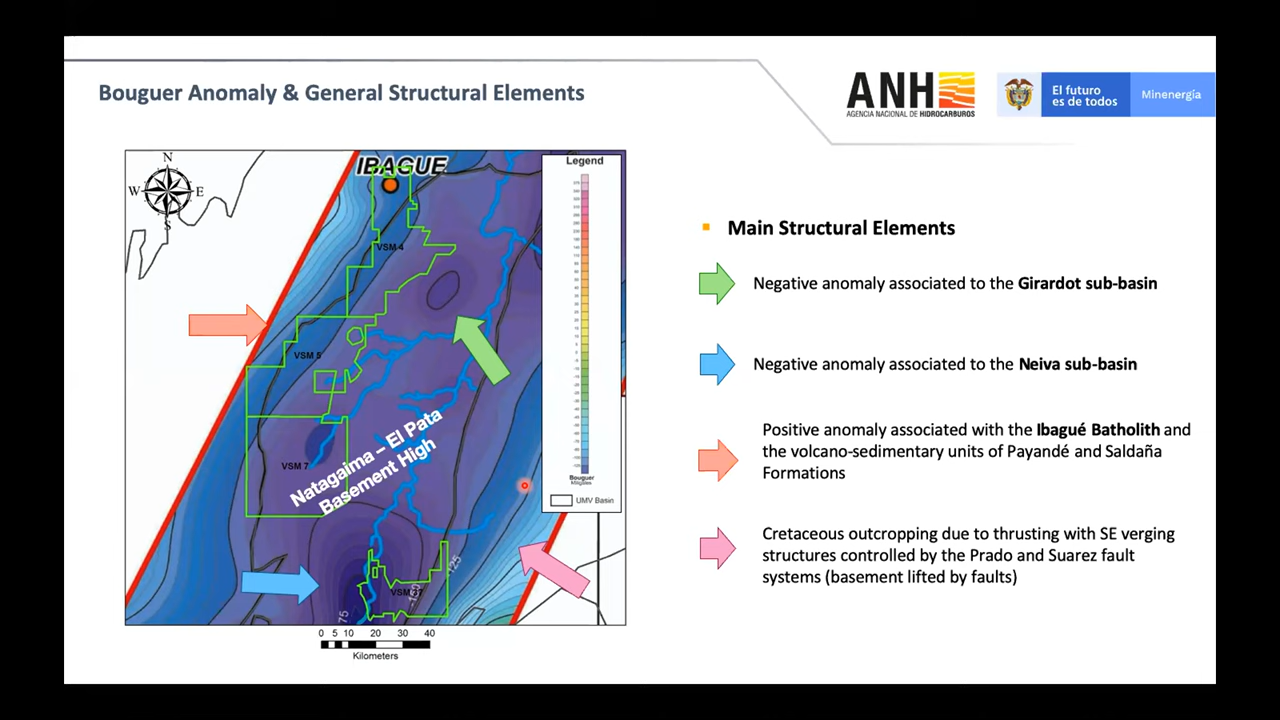 Bouguer Anomaly & General Structural Elements
ANH
AGENCIA NACIONAL DE HIDROCARBUROS
El futuro
es de todos
Minenergía
N
W
E
S
IBAGUE
VSM 4
VSM 5
VSM 7
Natagaima – El Pata
Basement High
125
75
Legend
Bouguer
Miligales
UMV Basin
0 5 10 20 30 40
Kilometers
Main Structural Elements
Negative anomaly associated to the Girardot sub-basin
Negative anomaly associated to the Neiva sub-basin
Positive anomaly associated with the Ibagué Batholith and
the volcano-sedimentary units of Payandé and Saldaña
Formations
Cretaceous outcropping due to thrusting with SE verging
structures controlled by the Prado and Suarez fault
systems (basement lifted by faults)